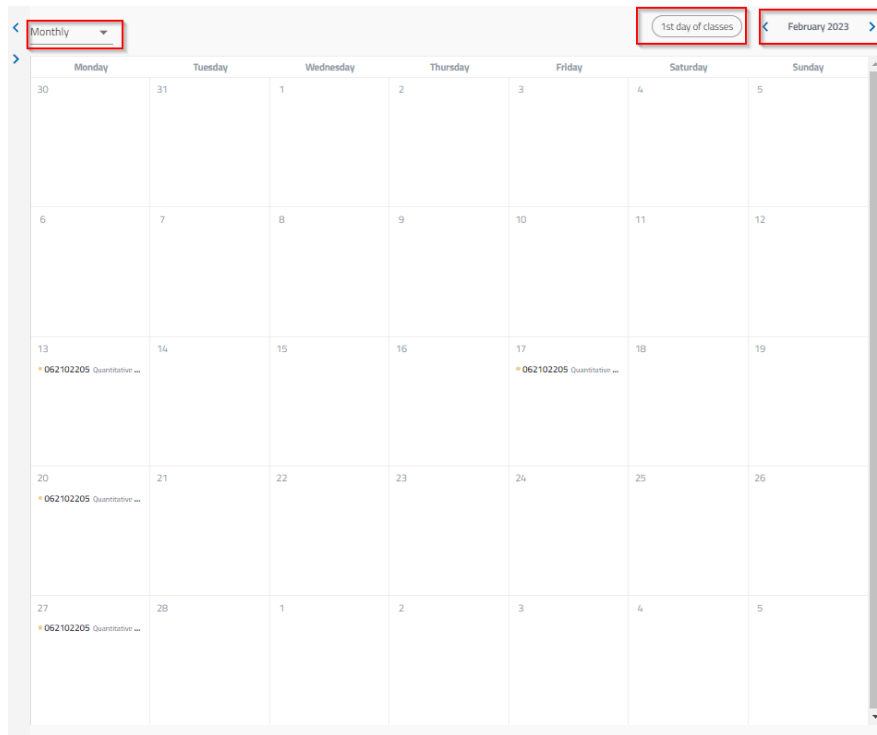 Monthly
1st day of classes
February 2023
Monday Tuesday Wednesday Thursday Friday Saturday Sunday
30 31 1 2 3 4 5
6 7 8 9 10 11 12
13 14 15 16 17 18 19
062102205 Quantitative ... 062102205 Quantitative ...
20 21 22 23 24 25 26
062102205 Quantitative ...
27 28 1 2 3 4 5
062102205 Quantitative ...